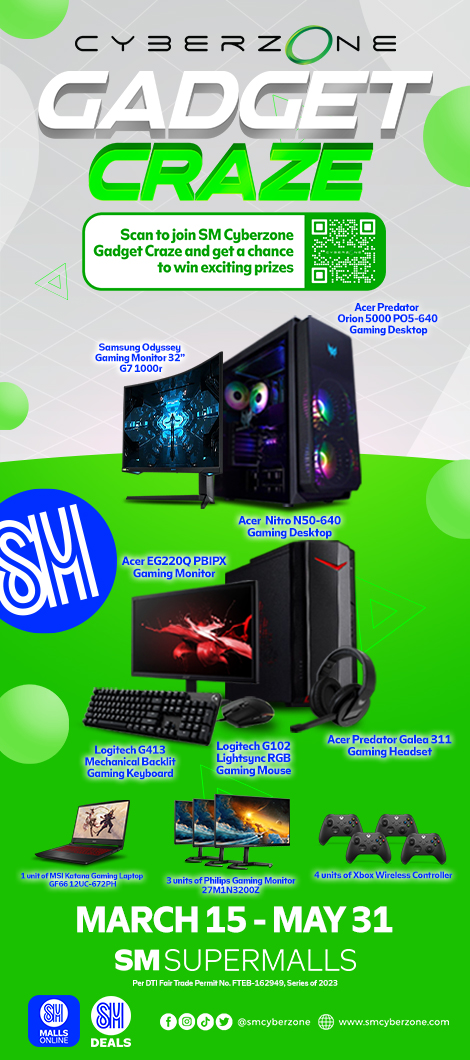 CYBERZONE
GADGET
CRAZE
Scan to join SM Cyberzone
Gadget Craze and get a chance
to win exciting prizes
Acer Predator
Orion 5000 PO5-640
Gaming Desktop
Samsung Odyssey
Gaming Monitor 32"
G7 1000r
Acer Nitro N50-640
Gaming Desktop
SM
Acer EG220Q PBIPX
Gaming Monitor
Logitech G413
Mechanical Backlit
Gaming Keyboard
Logitech G102
Lightsync RGB
Gaming Mouse
Acer Predator Galea 311
Gaming Headset
1 unit of MSI Katana Gaming Laptop
GF66 12UC-672PH
3 units of Philips Gaming Monitor
27M1N3200Z
4 units of Xbox Wireless Controller
MARCH 15 - MAY 31
SM SUPERMALLS
Per DTI Fair Trade Permit No. FTEB-162949, Series of 2023
SM
MALLS
ONLINE
SM
DEALS
@smcyberzone
www.smcyberzone.com